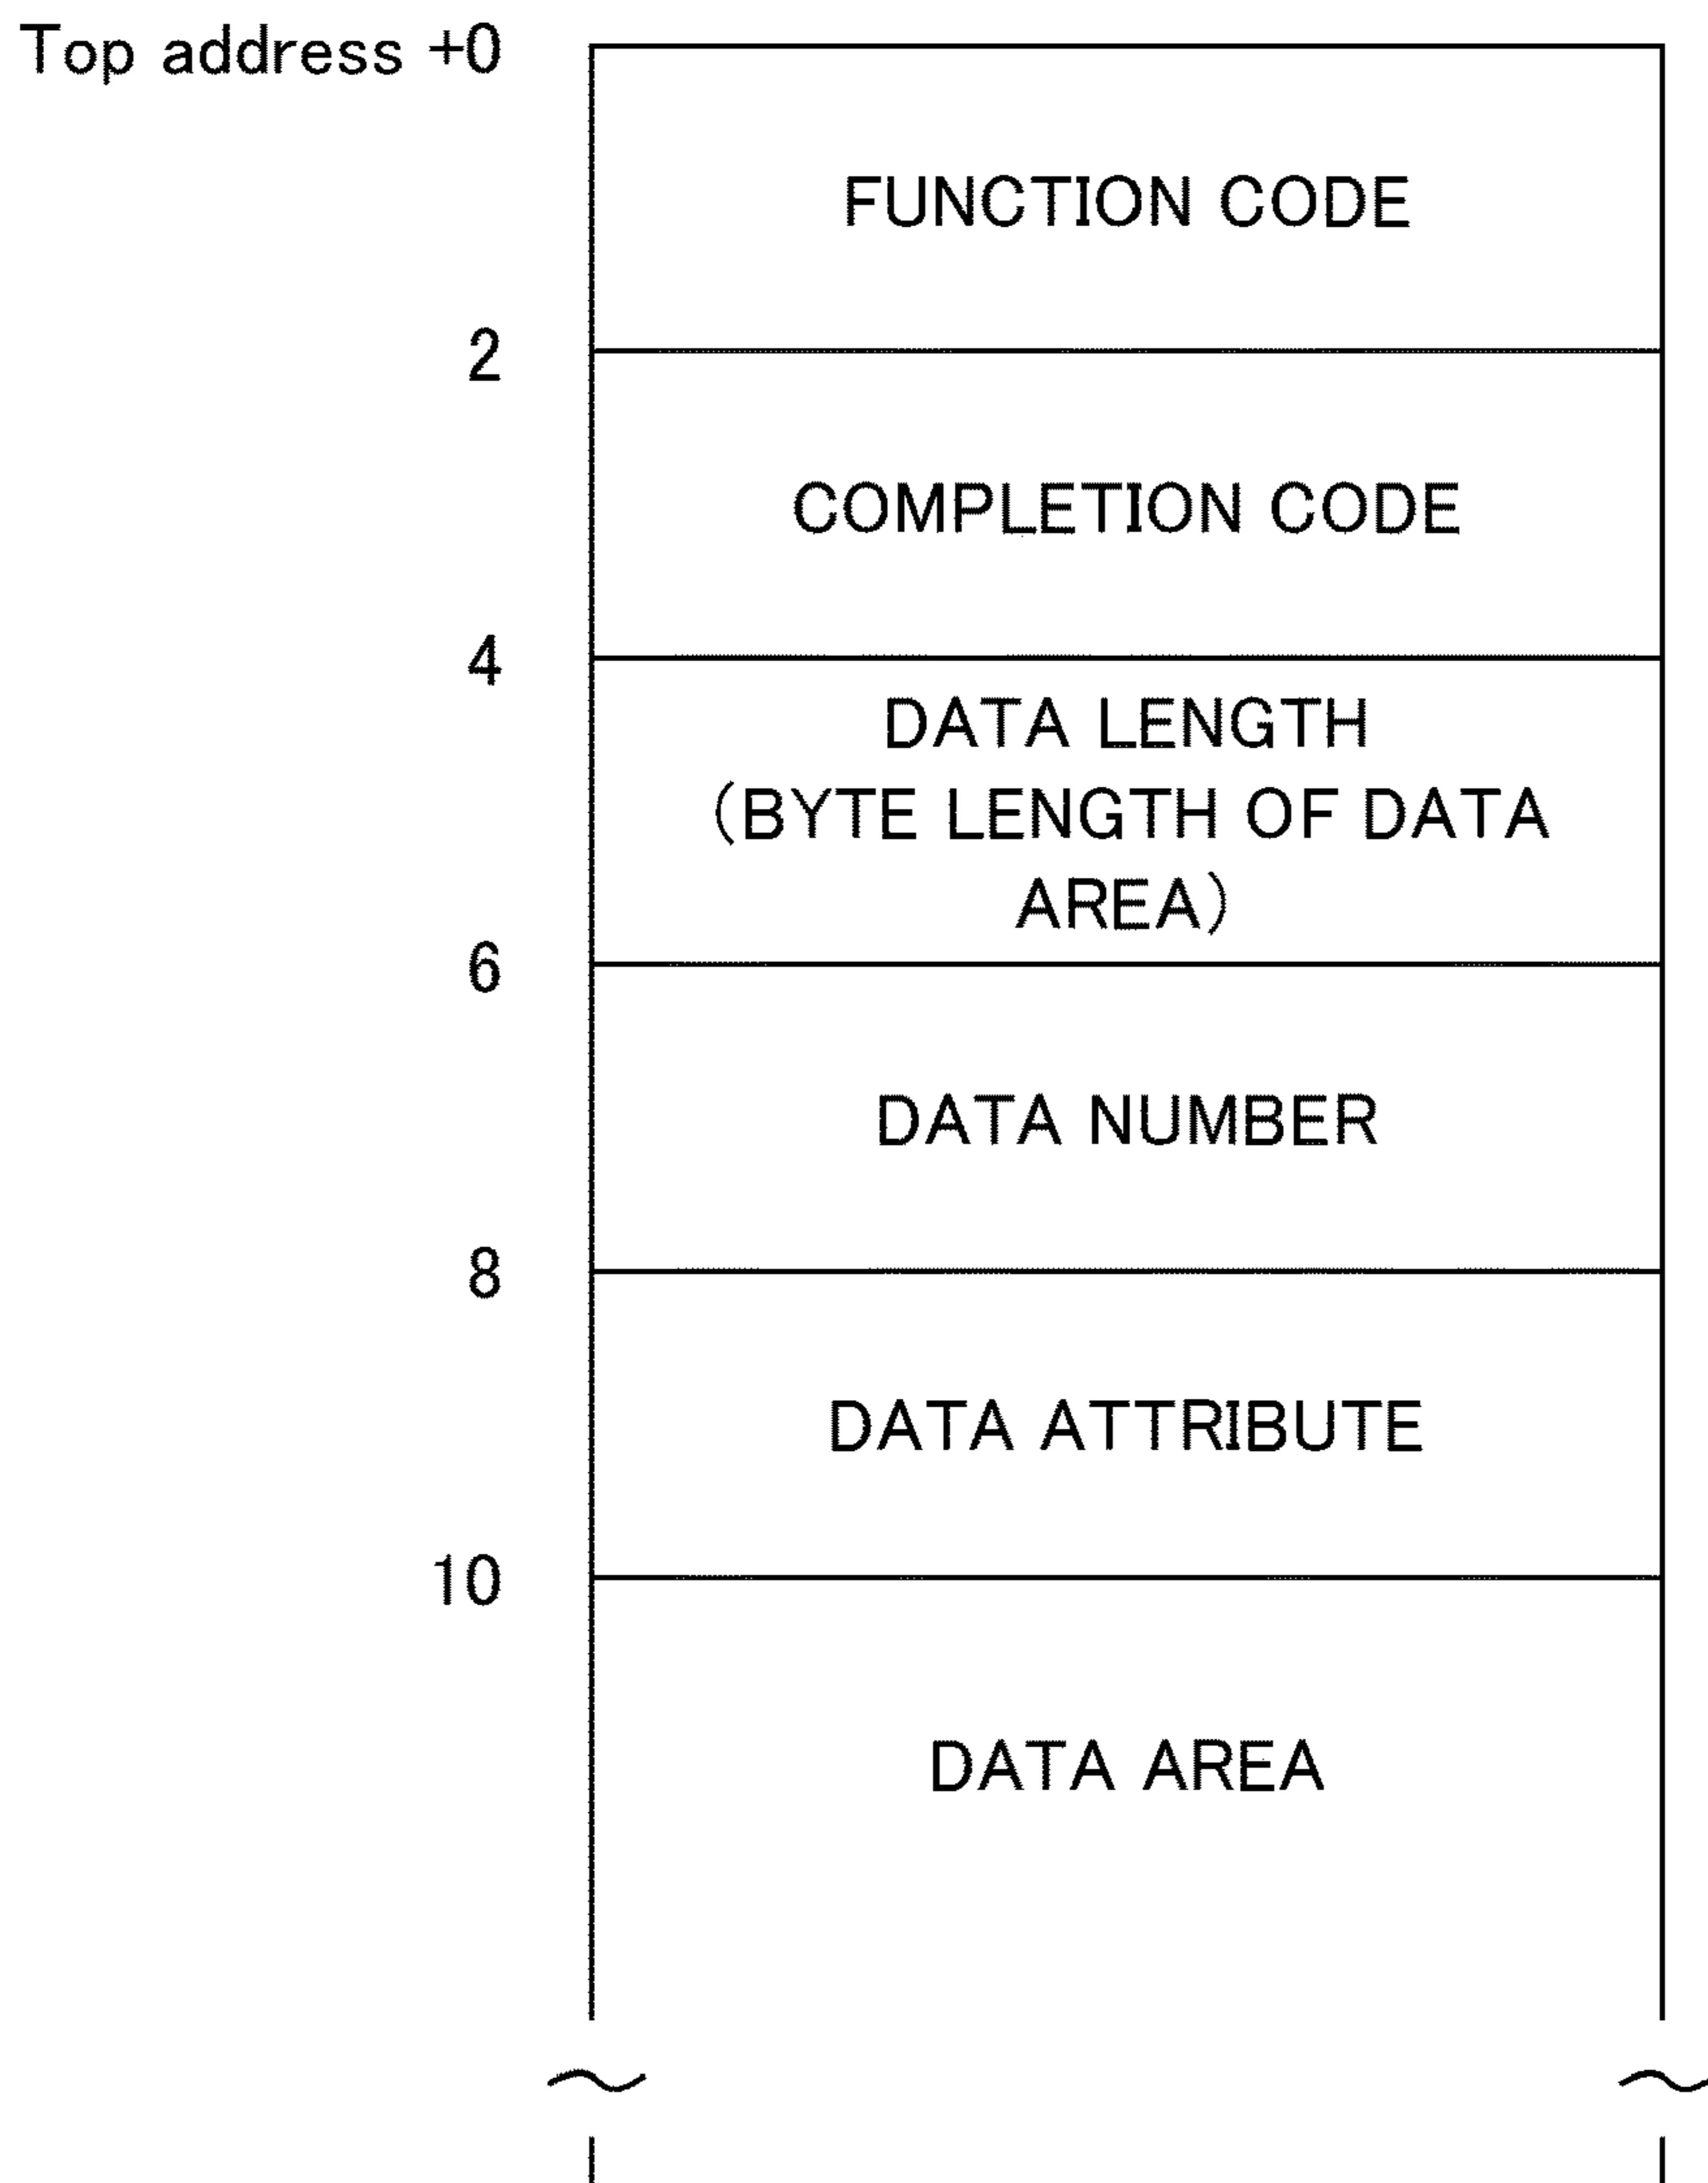 Top address +0
FUNCTION CODE
2
COMPLETION CODE
4
DATA LENGTH
(BYTE LENGTH OF DATA
AREA)
6
DATA NUMBER
8
DATA ATTRIBUTE
10
DATA AREA